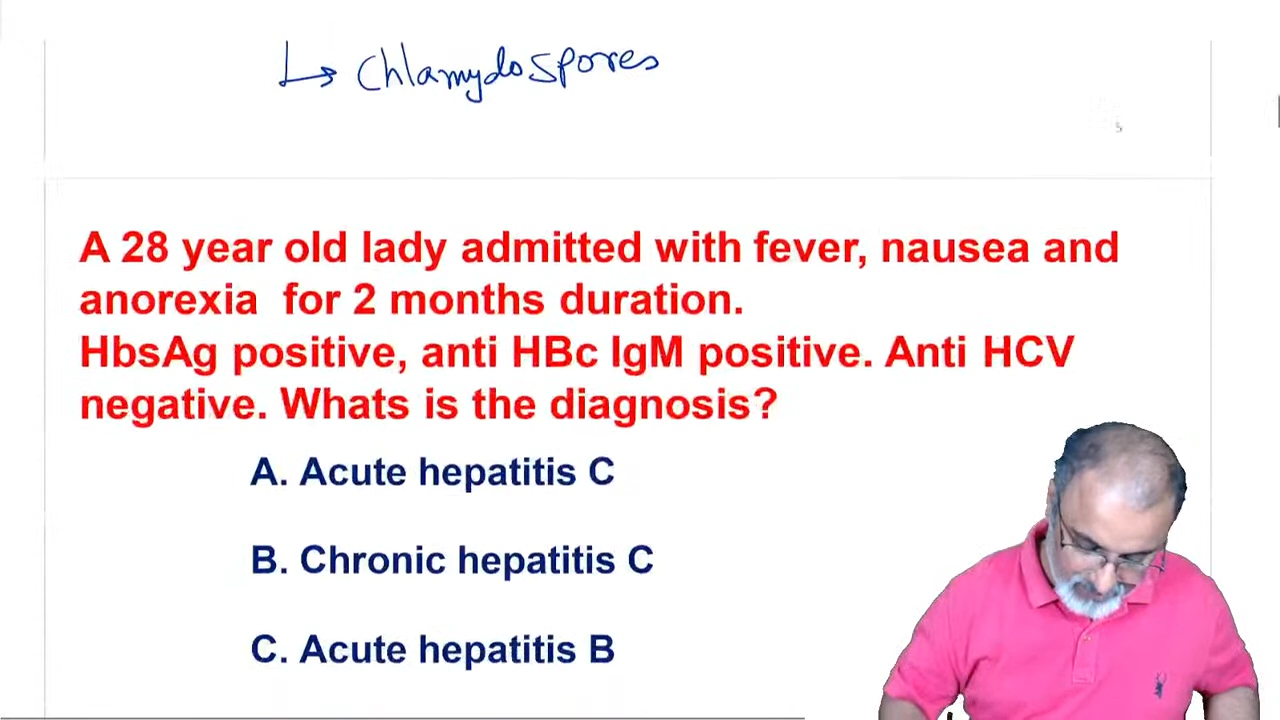 ↳ Chlamydospores
5
A 28 year old lady admitted with fever, nausea and
anorexia for 2 months duration.
HbsAg positive, anti HBc IgM positive. Anti HCV
negative. Whats is the diagnosis?
A. Acute hepatitis C
B. Chronic hepatitis C
C. Acute hepatitis B